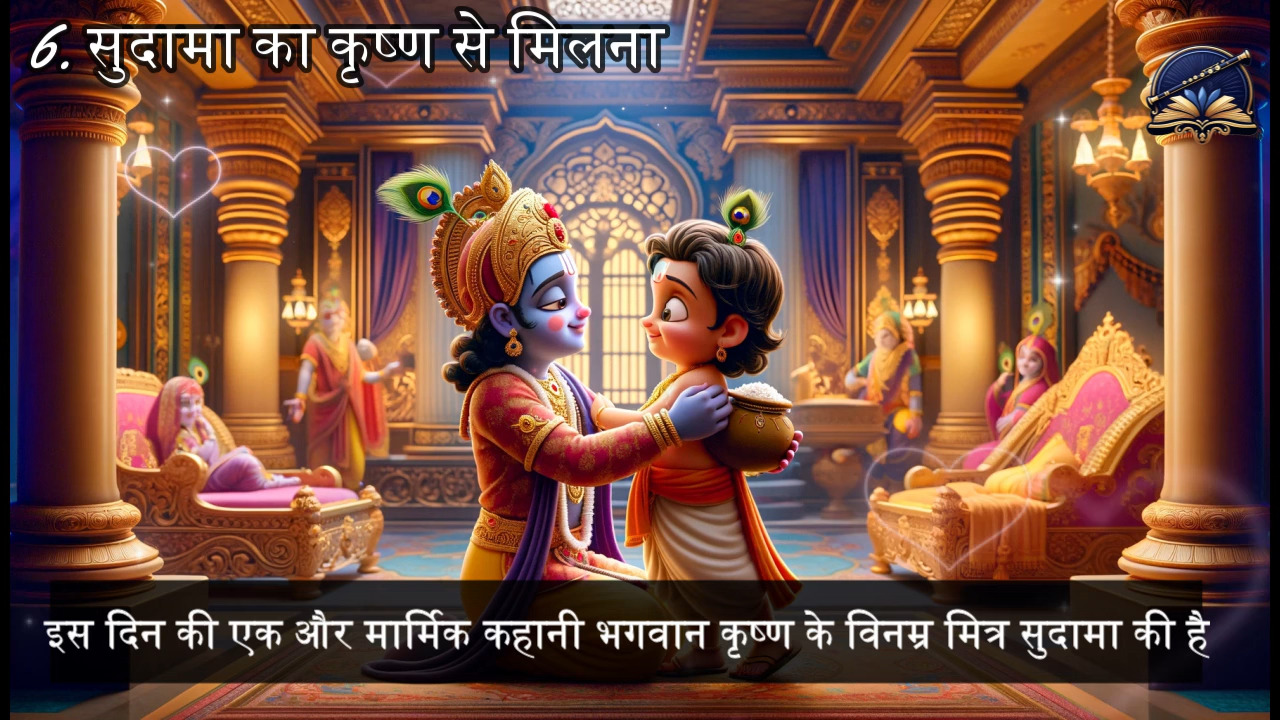 6. सुदामा का कृष्ण से मिलना
इस दिन की एक और मार्मिक कहानी भगवान कृष्ण के विनम्र मित्र सुदामा की है